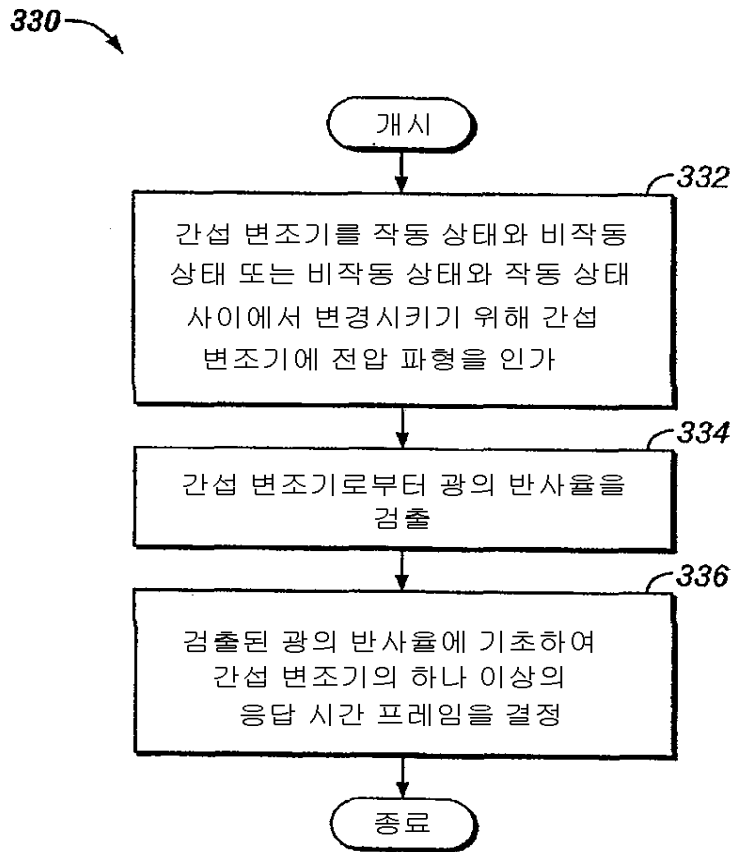 330
개시
332
간섭 변조기를 작동 상태와 비작동
상태 또는 비작동 상태와 작동 상태
사이에서 변경시키기 위해 간섭
변조기에 전압 파형을 인가
334
간섭 변조기로부터 광의 반사율을
검출
336
검출된 광의 반사율에 기초하여
간섭 변조기의 하나 이상의
응답 시간 프레임을 결정
종료